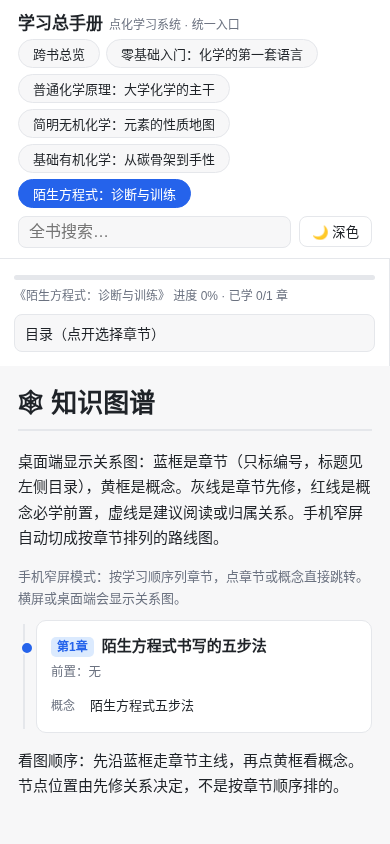 学习总手册 点化学习系统 · 统一入口
跨书总览 零基础入门：化学的第一套语言
普通化学原理：大学化学的主干
简明无机化学：元素的性质地图
基础有机化学：从碳骨架到手性
陌生方程式：诊断与训练
全书搜索… 🌙 深色
《陌生方程式：诊断与训练》 进度 0% · 已学 0/1 章
目录（点开选择章节）
🕸 知识图谱
桌面端显示关系图：蓝框是章节（只标编号，标题见
左侧目录），黄框是概念。灰线是章节先修，红线是概
念必学前置，虚线是建议阅读或归属关系。手机窄屏
自动切成按章节排列的路线图。
手机窄屏模式：按学习顺序列章节，点章节或概念直接跳转。
横屏或桌面端会显示关系图。
第1章 陌生方程式书写的五步法
前置：无
概念 陌生方程式五步法
看图顺序：先沿蓝框走章节主线，再点黄框看概念。
节点位置由先修关系决定，不是按章节顺序排的。